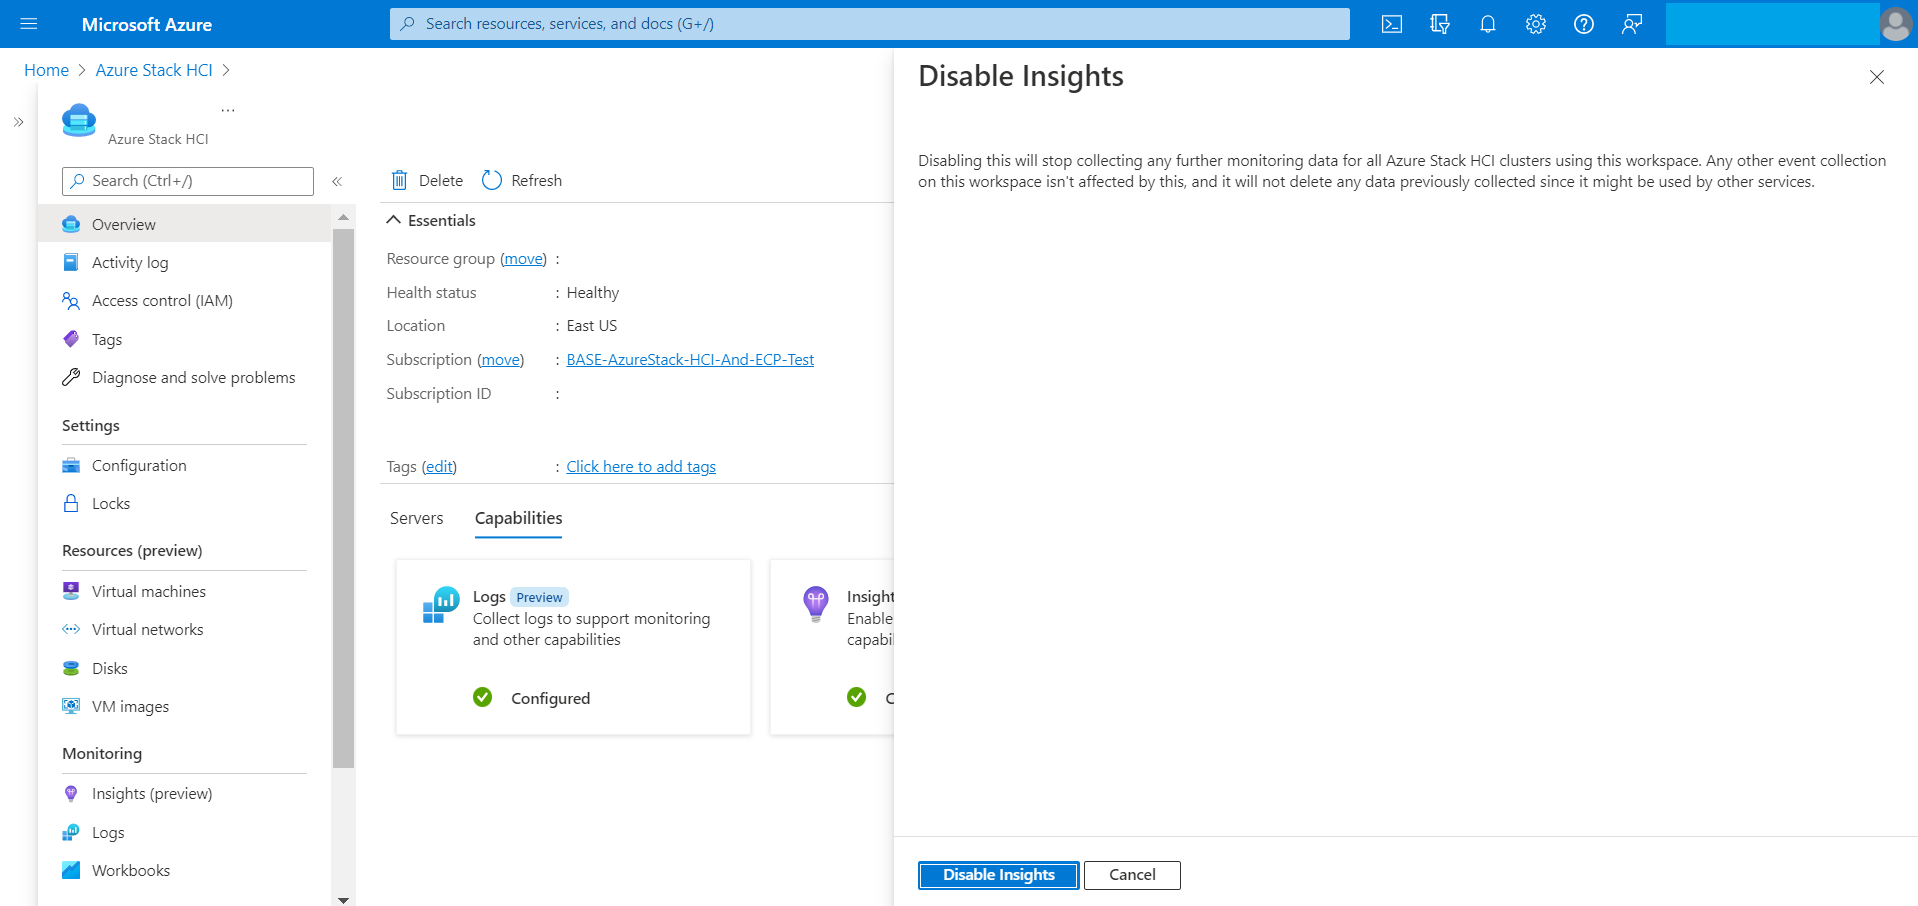 Microsoft Azure
Search resources, services, and docs (G+/)
Home
Azure Stack HCI
...
Azure Stack HCI
Search (Ctrl+/)
Overview
Activity log
Access control (IAM)
Tags
Diagnose and solve problems
Settings
Configuration
Locks
Resources (preview)
Virtual machines
Virtual networks
Disks
VM images
Monitoring
Insights (preview)
Logs
Workbooks
Delete
Refresh
Essentials
Resource group (move) :
Health status : Healthy
Location : East US
Subscription (move) : BASE-AzureStack-HCI-And-ECP-Test
Subscription ID :
Tags (edit) : Click here to add tags
Servers
Capabilities
Logs Preview
Collect logs to support monitoring
and other capabilities
Configured
Insight
Enable
capabi
C
Disable Insights
Disabling this will stop collecting any further monitoring data for all Azure Stack HCI clusters using this workspace. Any other event collection
on this workspace isn't affected by this, and it will not delete any data previously collected since it might be used by other services.
Disable Insights
Cancel